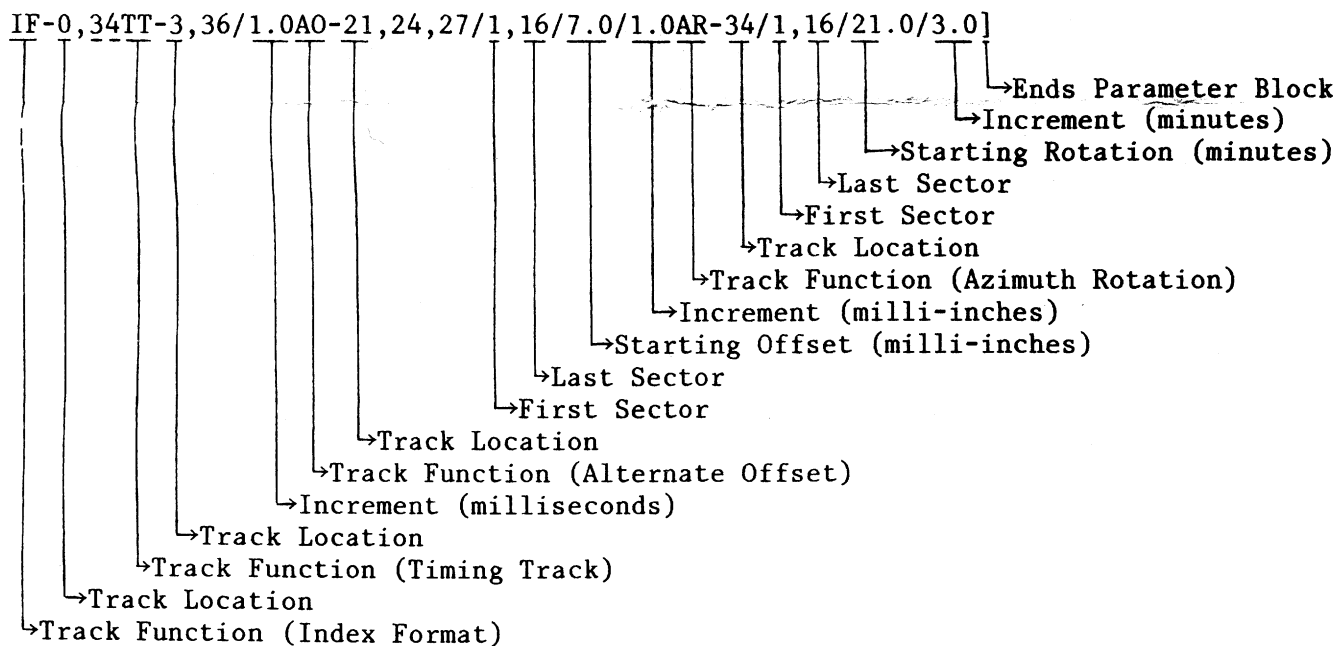 IF-0,34TT-3,36/1.0AO-21,24,27/1,16/7.0/1.0AR-34/1,16/21.0/3.0]
→Ends Parameter Block
→Increment (minutes)
→Starting Rotation (minutes)
→Last Sector
→First Sector
→Track Location
→Track Function (Azimuth Rotation)
→Increment (milli-inches)
→Starting Offset (milli-inches)
→Last Sector
→First Sector
→Track Location
→Track Function (Alternate Offset)
→Increment (milliseconds)
→Track Location
→Track Function (Timing Track)
→Track Location
→Track Function (Index Format)